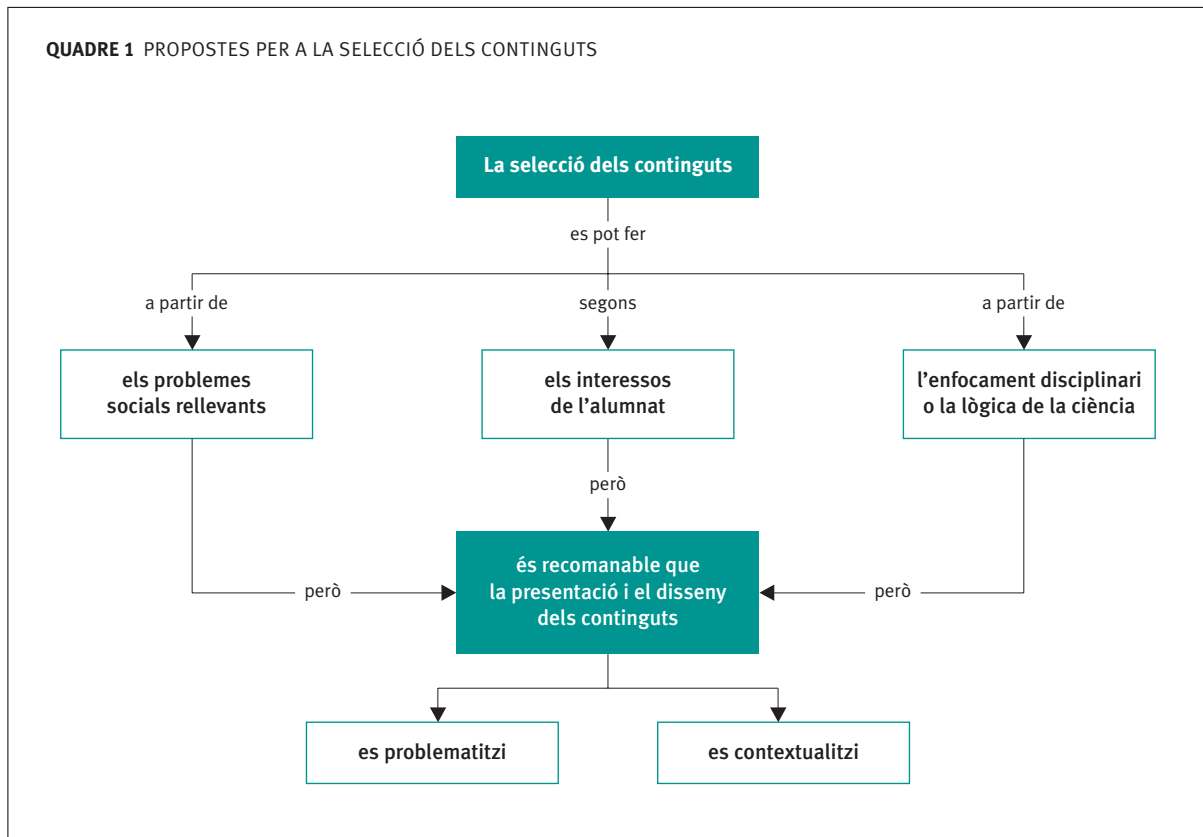 QUADRE 1 PROPOSTES PER A LA SELECCIÓ DELS CONTINGUTS
La selecció dels continguts
es pot fer
a partir de
segons
a partir de
els problemes
socials rellevants
els interessos
de l’alumnat
l’enfocament disciplinari
o la lògica de la ciència
però
és recomanable que
la presentació i el disseny
dels continguts
però
però
es problematitzi
es contextualitzi